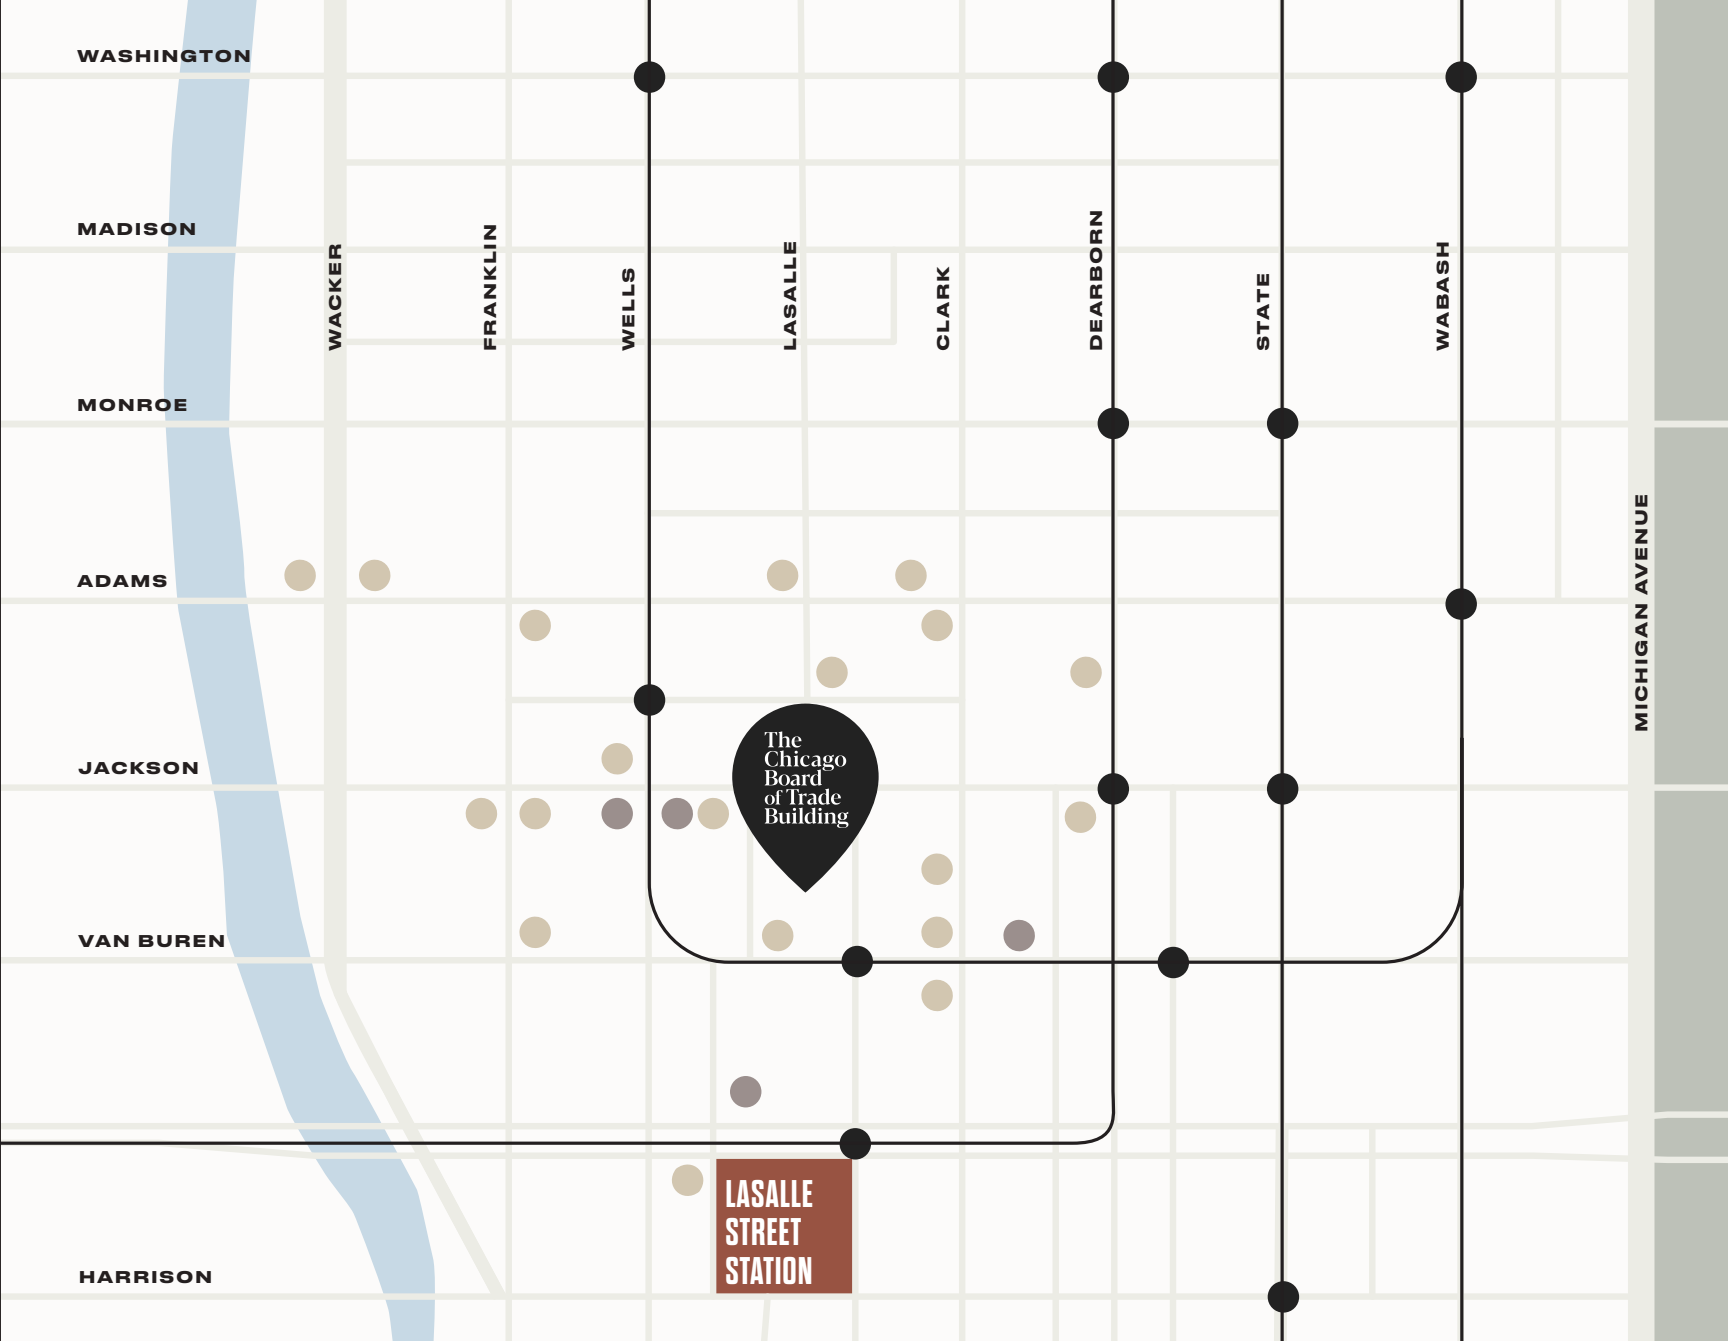 WASHINGTON
MADISON
WACKER
FRANKLIN
WELLS
LASALLE
CLARK
DEARBORN
STATE
WABASH
MONROE
ADAMS
MICHIGAN AVENUE
The
Chicago
Board
of Trade
Building
JACKSON
VAN BUREN
LASALLE
STREET
STATION
HARRISON